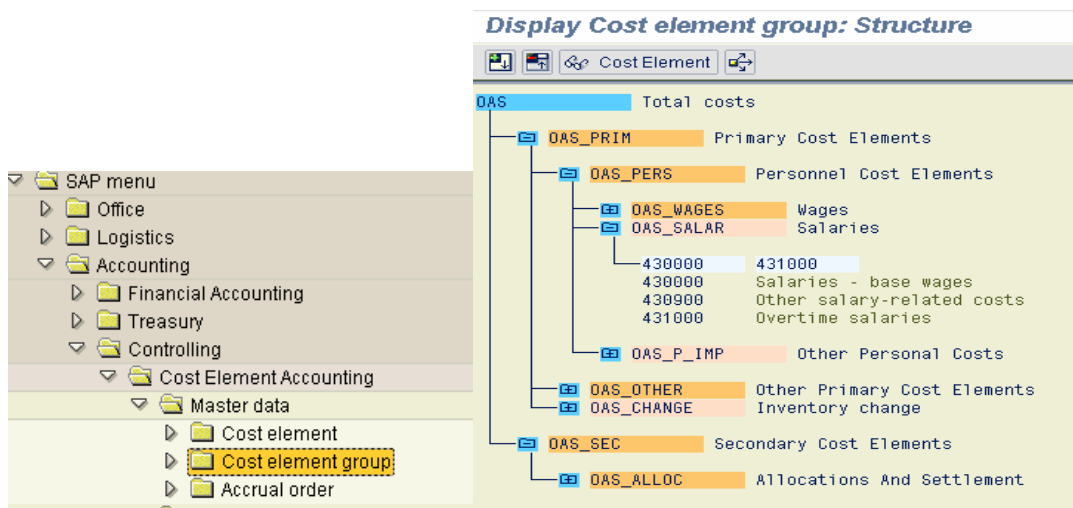 Display Cost element group: Structure
Cost Element
OAS Total costs
OAS_PRIM Primary Cost Elements
OAS_PERS Personnel Cost Elements
OAS_WAGES Wages
OAS_SALAR Salaries
430000 431000
430000 Salaries - base wages
430900 Other salary-related costs
431000 Overtime salaries
OAS_P_IMP Other Personal Costs
OAS_OTHER Other Primary Cost Elements
OAS_CHANGE Inventory change
OAS_SEC Secondary Cost Elements
OAS_ALLOC Allocations And Settlement
SAP menu
Office
Logistics
Accounting
Financial Accounting
Treasury
Controlling
Cost Element Accounting
Master data
Cost element
Cost element group
Accrual order